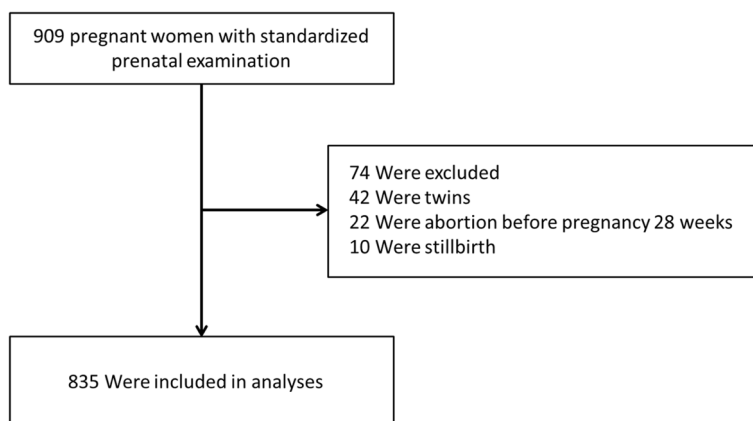 909 pregnant women with standardized
prenatal examination
74 Were excluded
42 Were twins
22 Were abortion before pregnancy 28 weeks
10 Were stillbirth
835 Were included in analyses